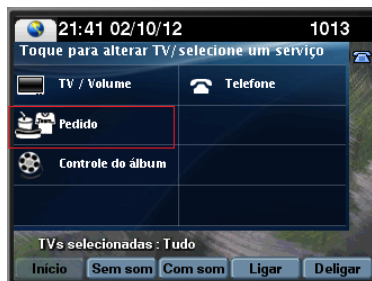 21:41 02/10/12 1013
Toque para alterar TV/selecione um serviço
TV / Volume Telefone
Pedido
Controle do álbum
TVs selecionadas : Tudo
Início Sem som Com som Ligar Deligar